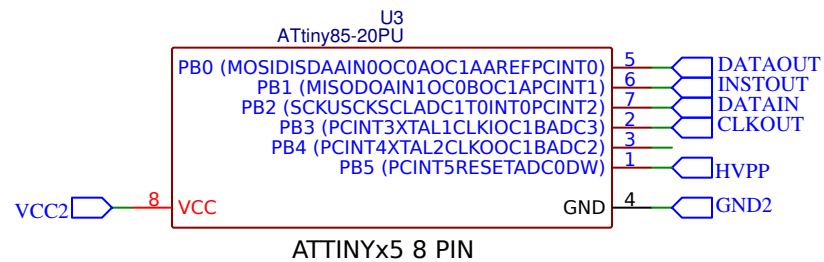 U3
ATtiny85-20PU
PB0 (MOSIDISDAAIN0OC0AOC1AAREFPCINT0) 5 DATAOUT
PB1 (MISODOAIN1OC0BOC1APCINT1) 6 INSTOUT
PB2 (SCKUSCKSCLADC1T0INT0PCINT2) 7 DATAIN
PB3 (PCINT3XTAL1CLKIOC1BADC3) 2 CLKOUT
PB4 (PCINT4XTAL2CLKOOC1BADC2) 3
PB5 (PCINT5RESETADC0DW) 1 HVPP
VCC2 8 VCC GND 4 GND2
ATTINYx5 8 PIN